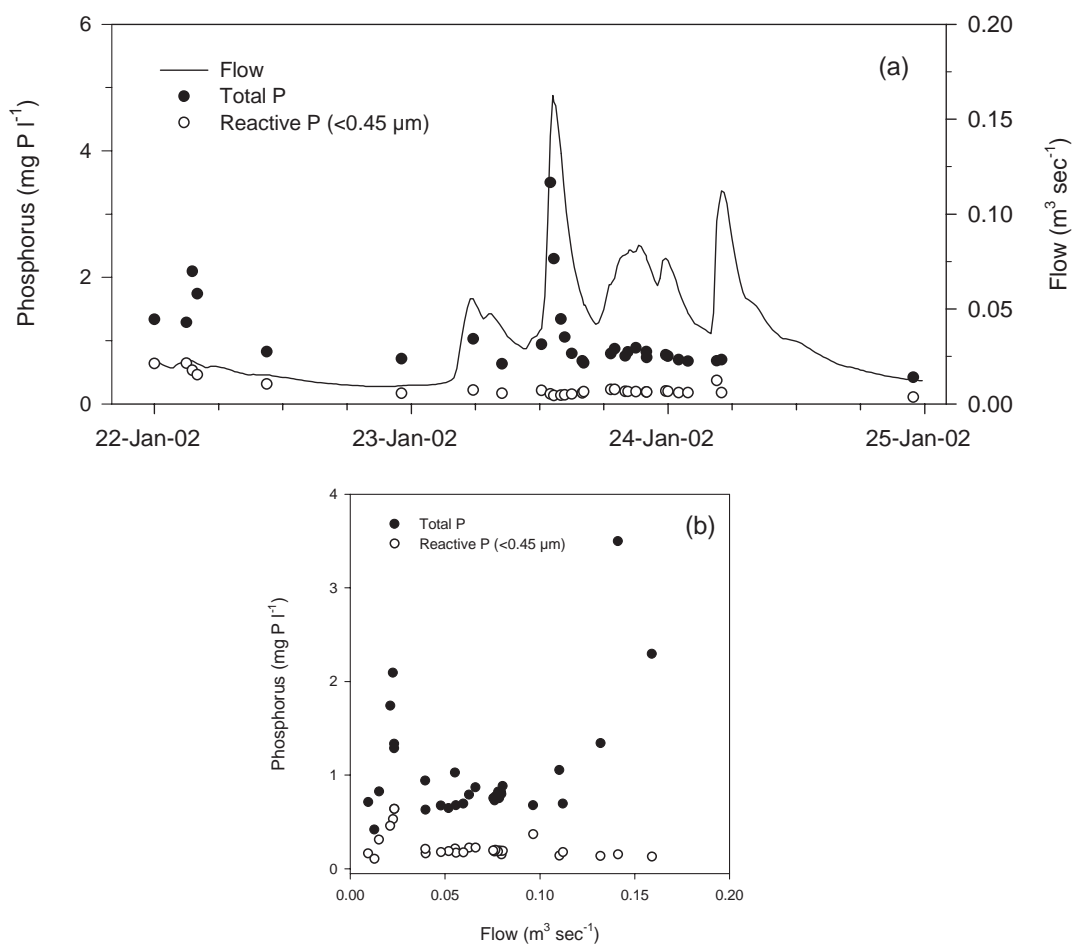 (a)
Flow
Total P
Reactive P (<0.45 µm)
Phosphorus (mg P l⁻¹)
6
4
2
0
Flow (m³ sec⁻¹)
0.20
0.15
0.10
0.05
0.00
22-Jan-02 23-Jan-02 24-Jan-02 25-Jan-02
(b)
Total P
Reactive P (<0.45 µm)
Phosphorus (mg P l⁻¹)
4
3
2
1
0
0.00 0.05 0.10 0.15 0.20
Flow (m³ sec⁻¹)